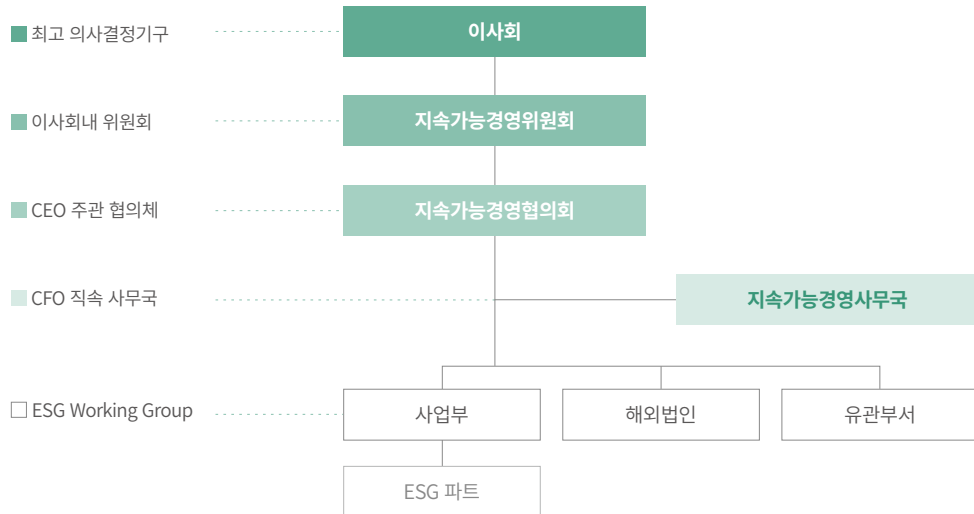 최고 의사결정기구
이사회
이사회내 위원회
지속가능경영위원회
CEO 주관 협의체
지속가능경영협의회
CFO 직속 사무국
지속가능경영사무국
ESG Working Group
사업부
해외법인
유관부서
ESG 파트